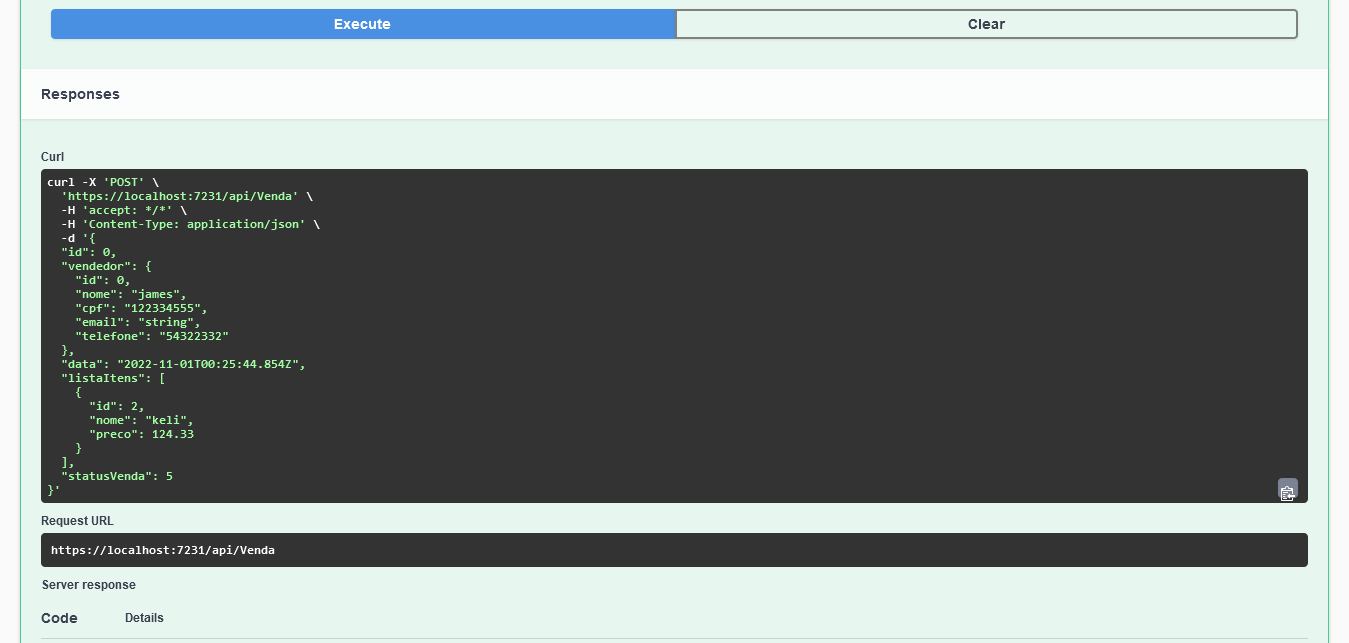 Execute
Clear
Responses
Curl
curl -X 'POST' \
  'https://localhost:7231/api/Venda' \
  -H 'accept: */*' \
  -H 'Content-Type: application/json' \
  -d '{
  "id": 0,
  "vendedor": {
    "id": 0,
    "nome": "james",
    "cpf": "122334555",
    "email": "string",
    "telefone": "54322332"
  },
  "data": "2022-11-01T00:25:44.854Z",
  "listaItens": [
    {
      "id": 2,
      "nome": "keli",
      "preco": 124.33
    }
  ],
  "statusVenda": 5
}'
Request URL
https://localhost:7231/api/Venda
Server response
Code
Details